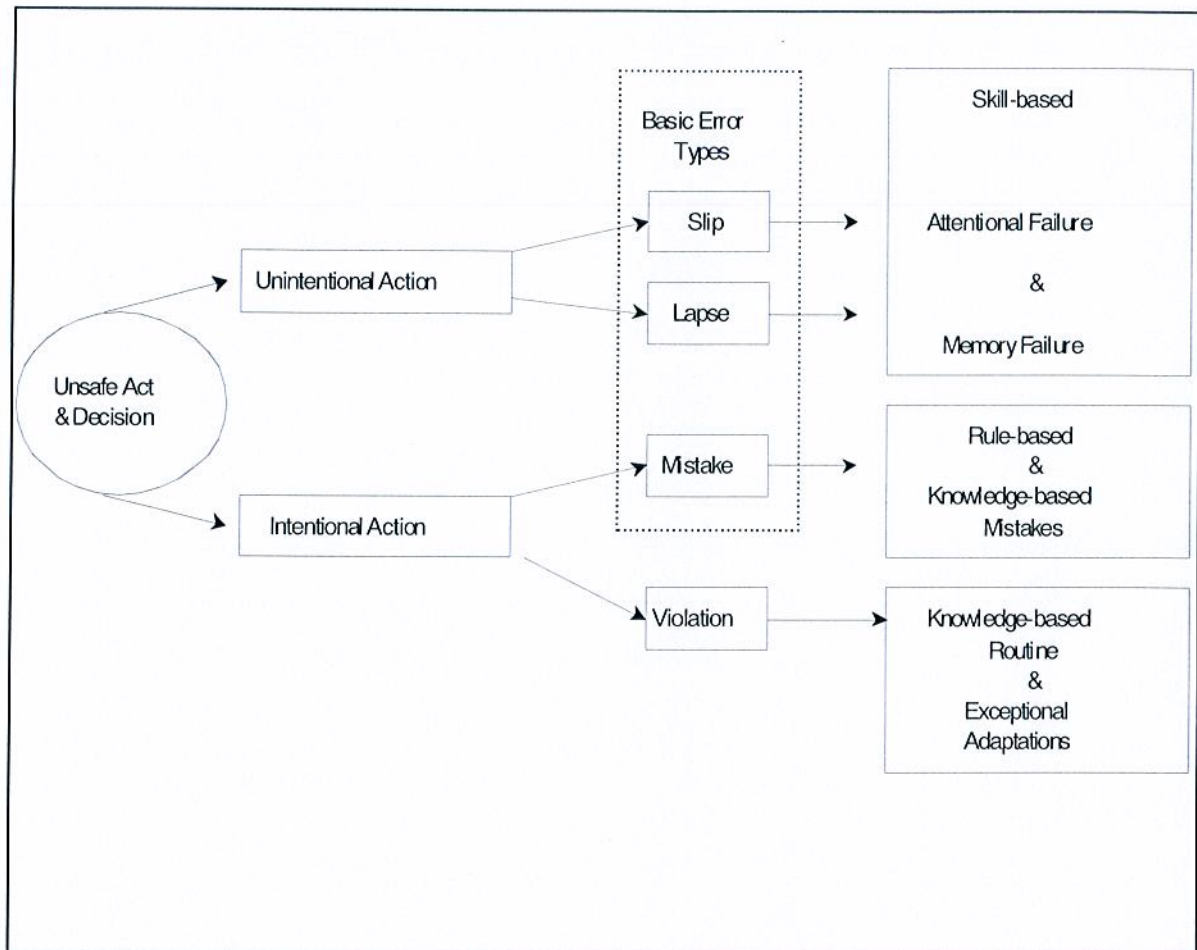 Basic Error
Types
Unsafe Act
& Decision
Unintentional Action
Intentional Action
Slip
Lapse
Mistake
Violation
Skill-based
Attentional Failure
&
Memory Failure
Rule-based
&
Knowledge-based
Mistakes
Knowledge-based
Routine
&
Exceptional
Adaptations